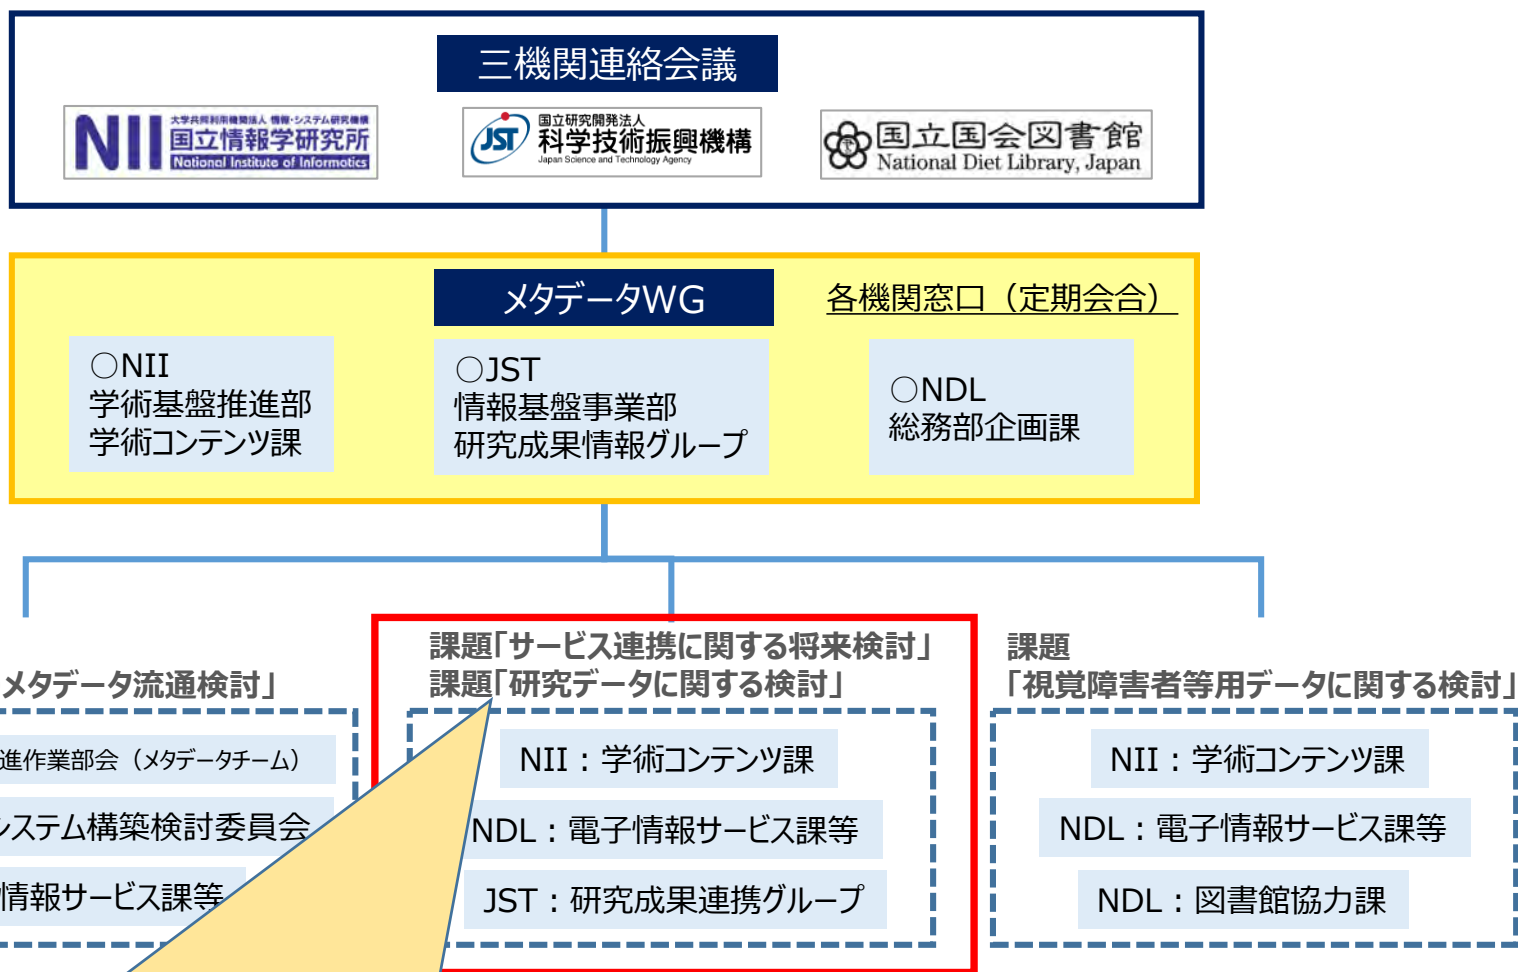 三機関連絡会議
大学共同利用機関法人 情報・システム研究機構
NII 国立情報学研究所
National Institute of Informatics
国立研究開発法人
JST 科学技術振興機構
Japan Science and Technology Agency
国立国会図書館
National Diet Library, Japan
メタデータWG
各機関窓口（定期会合）
○NII
学術基盤推進部
学術コンテンツ課
○JST
情報基盤事業部
研究成果情報グループ
○NDL
総務部企画課
メタデータ流通検討」
進作業部会（メタデータチーム）
システム構築検討委員会
情報サービス課等
課題「サービス連携に関する将来検討」
課題「研究データに関する検討」
NII：学術コンテンツ課
NDL：電子情報サービス課等
JST：研究成果連携グループ
課題
「視覚障害者等用データに関する検討」
NII：学術コンテンツ課
NDL：電子情報サービス課等
NDL：図書館協力課